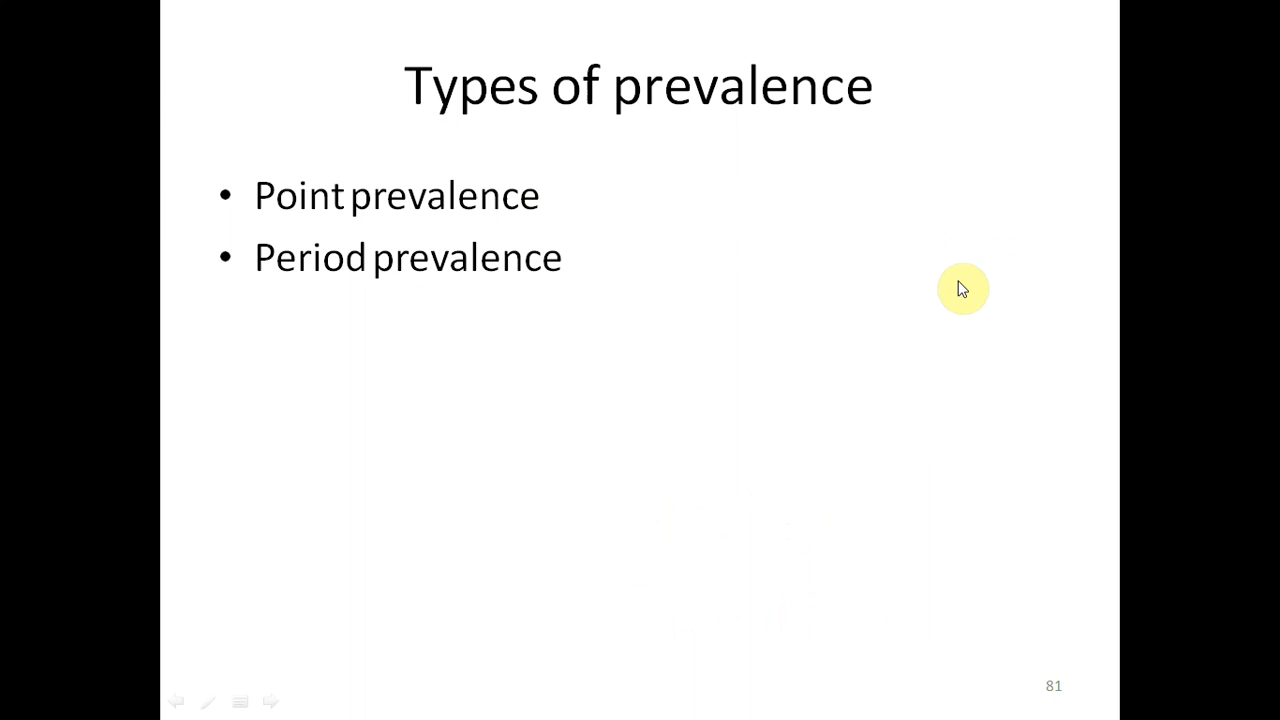 Types of prevalence
• Point prevalence
• Period prevalence
81